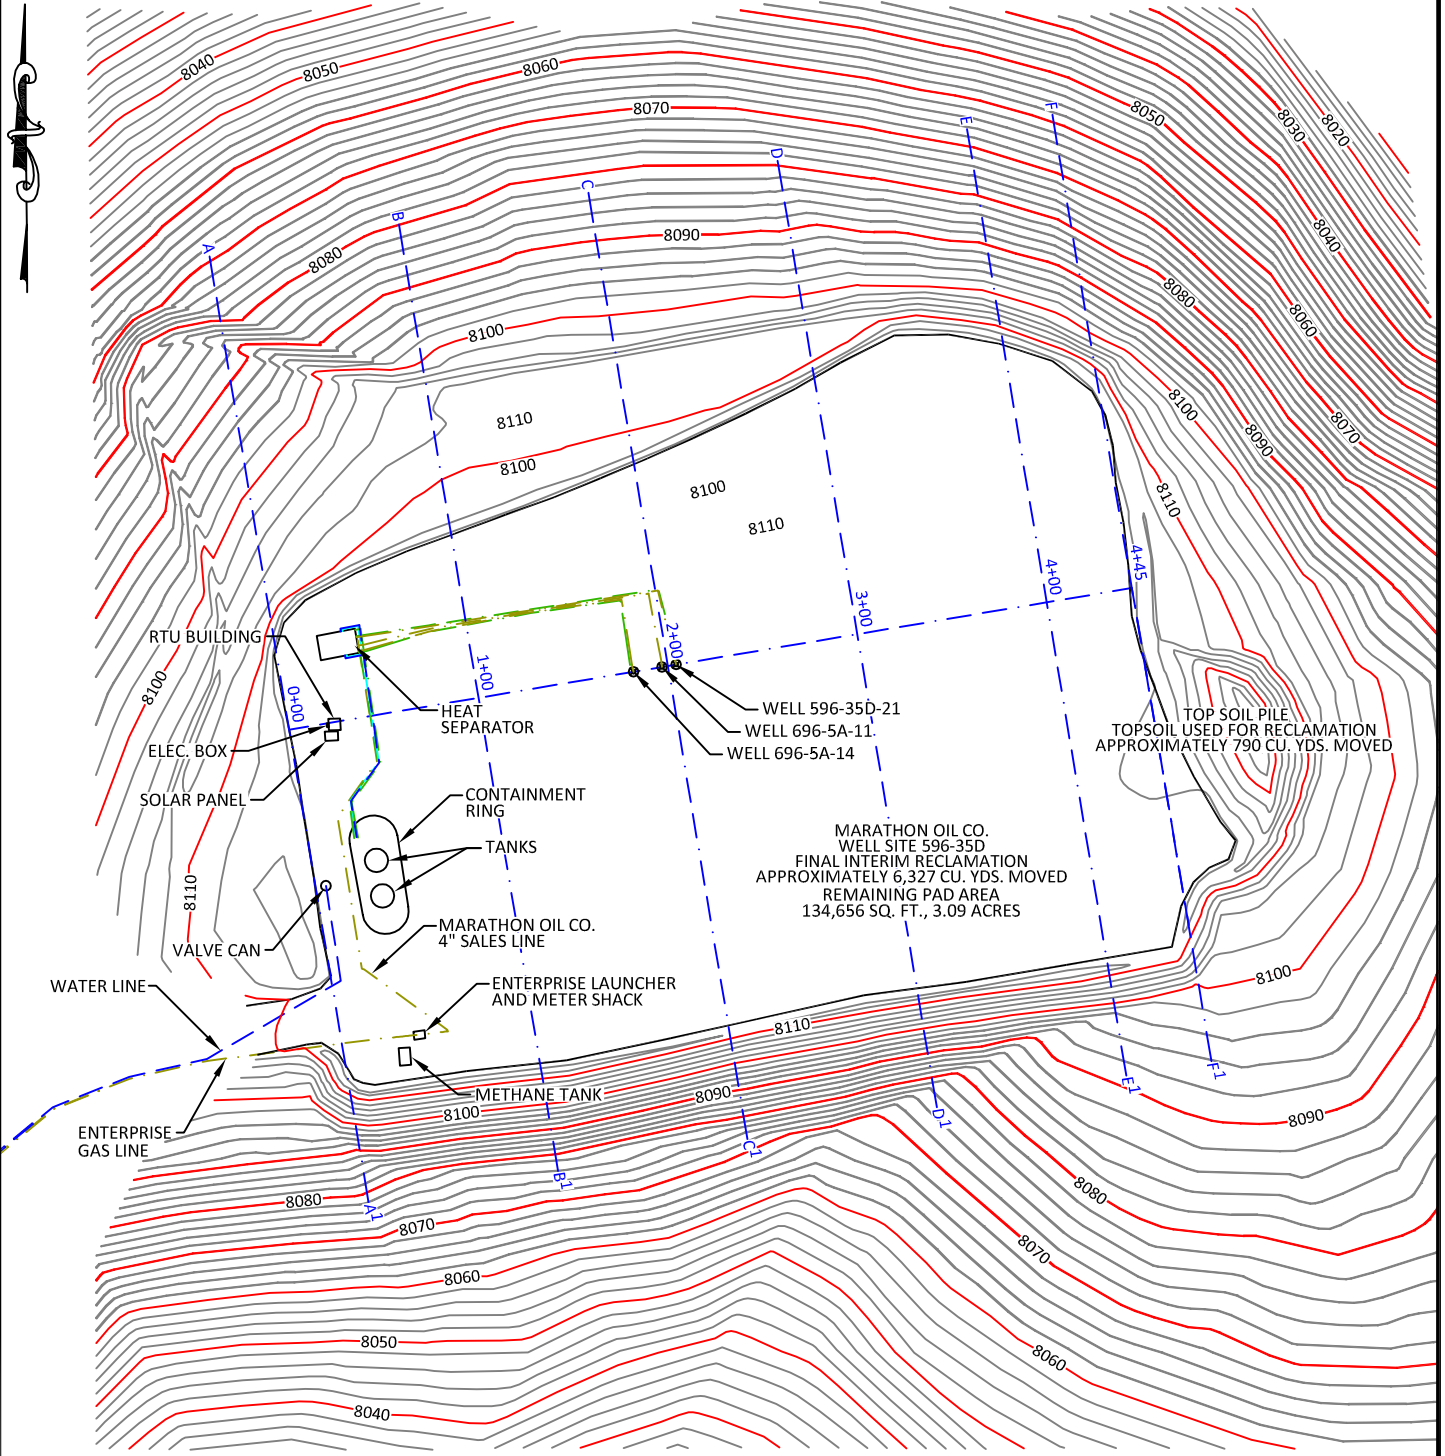 8040
8050
8060
8070
8050
8030
8020
A
B
C
D
E
F
8080
8090
8040
8080
8060
8100
8100
8090
8070
8110
8100
8100
8110
8110
4+45
4+00
3+00
2+00
1+00
0+00
RTU BUILDING
8100
ELEC. BOX
SOLAR PANEL
HEAT
SEPARATOR
WELL 596-35D-21
WELL 696-5A-11
WELL 696-5A-14
TOP SOIL PILE
TOPSOIL USED FOR RECLAMATION
APPROXIMATELY 790 CU. YDS. MOVED
CONTAINMENT
RING
TANKS
MARATHON OIL CO.
WELL SITE 596-35D
FINAL INTERIM RECLAMATION
APPROXIMATELY 6,327 CU. YDS. MOVED
REMAINING PAD AREA
134,656 SQ. FT., 3.09 ACRES
8110
VALVE CAN
MARATHON OIL CO.
4" SALES LINE
WATER LINE
ENTERPRISE LAUNCHER
AND METER SHACK
8100
8110
METHANE TANK
8090
8100
ENTERPRISE
GAS LINE
8090
A1
B1
C1
D1
E1
F1
8080
8070
8060
8050
8040
8080
8070
8060